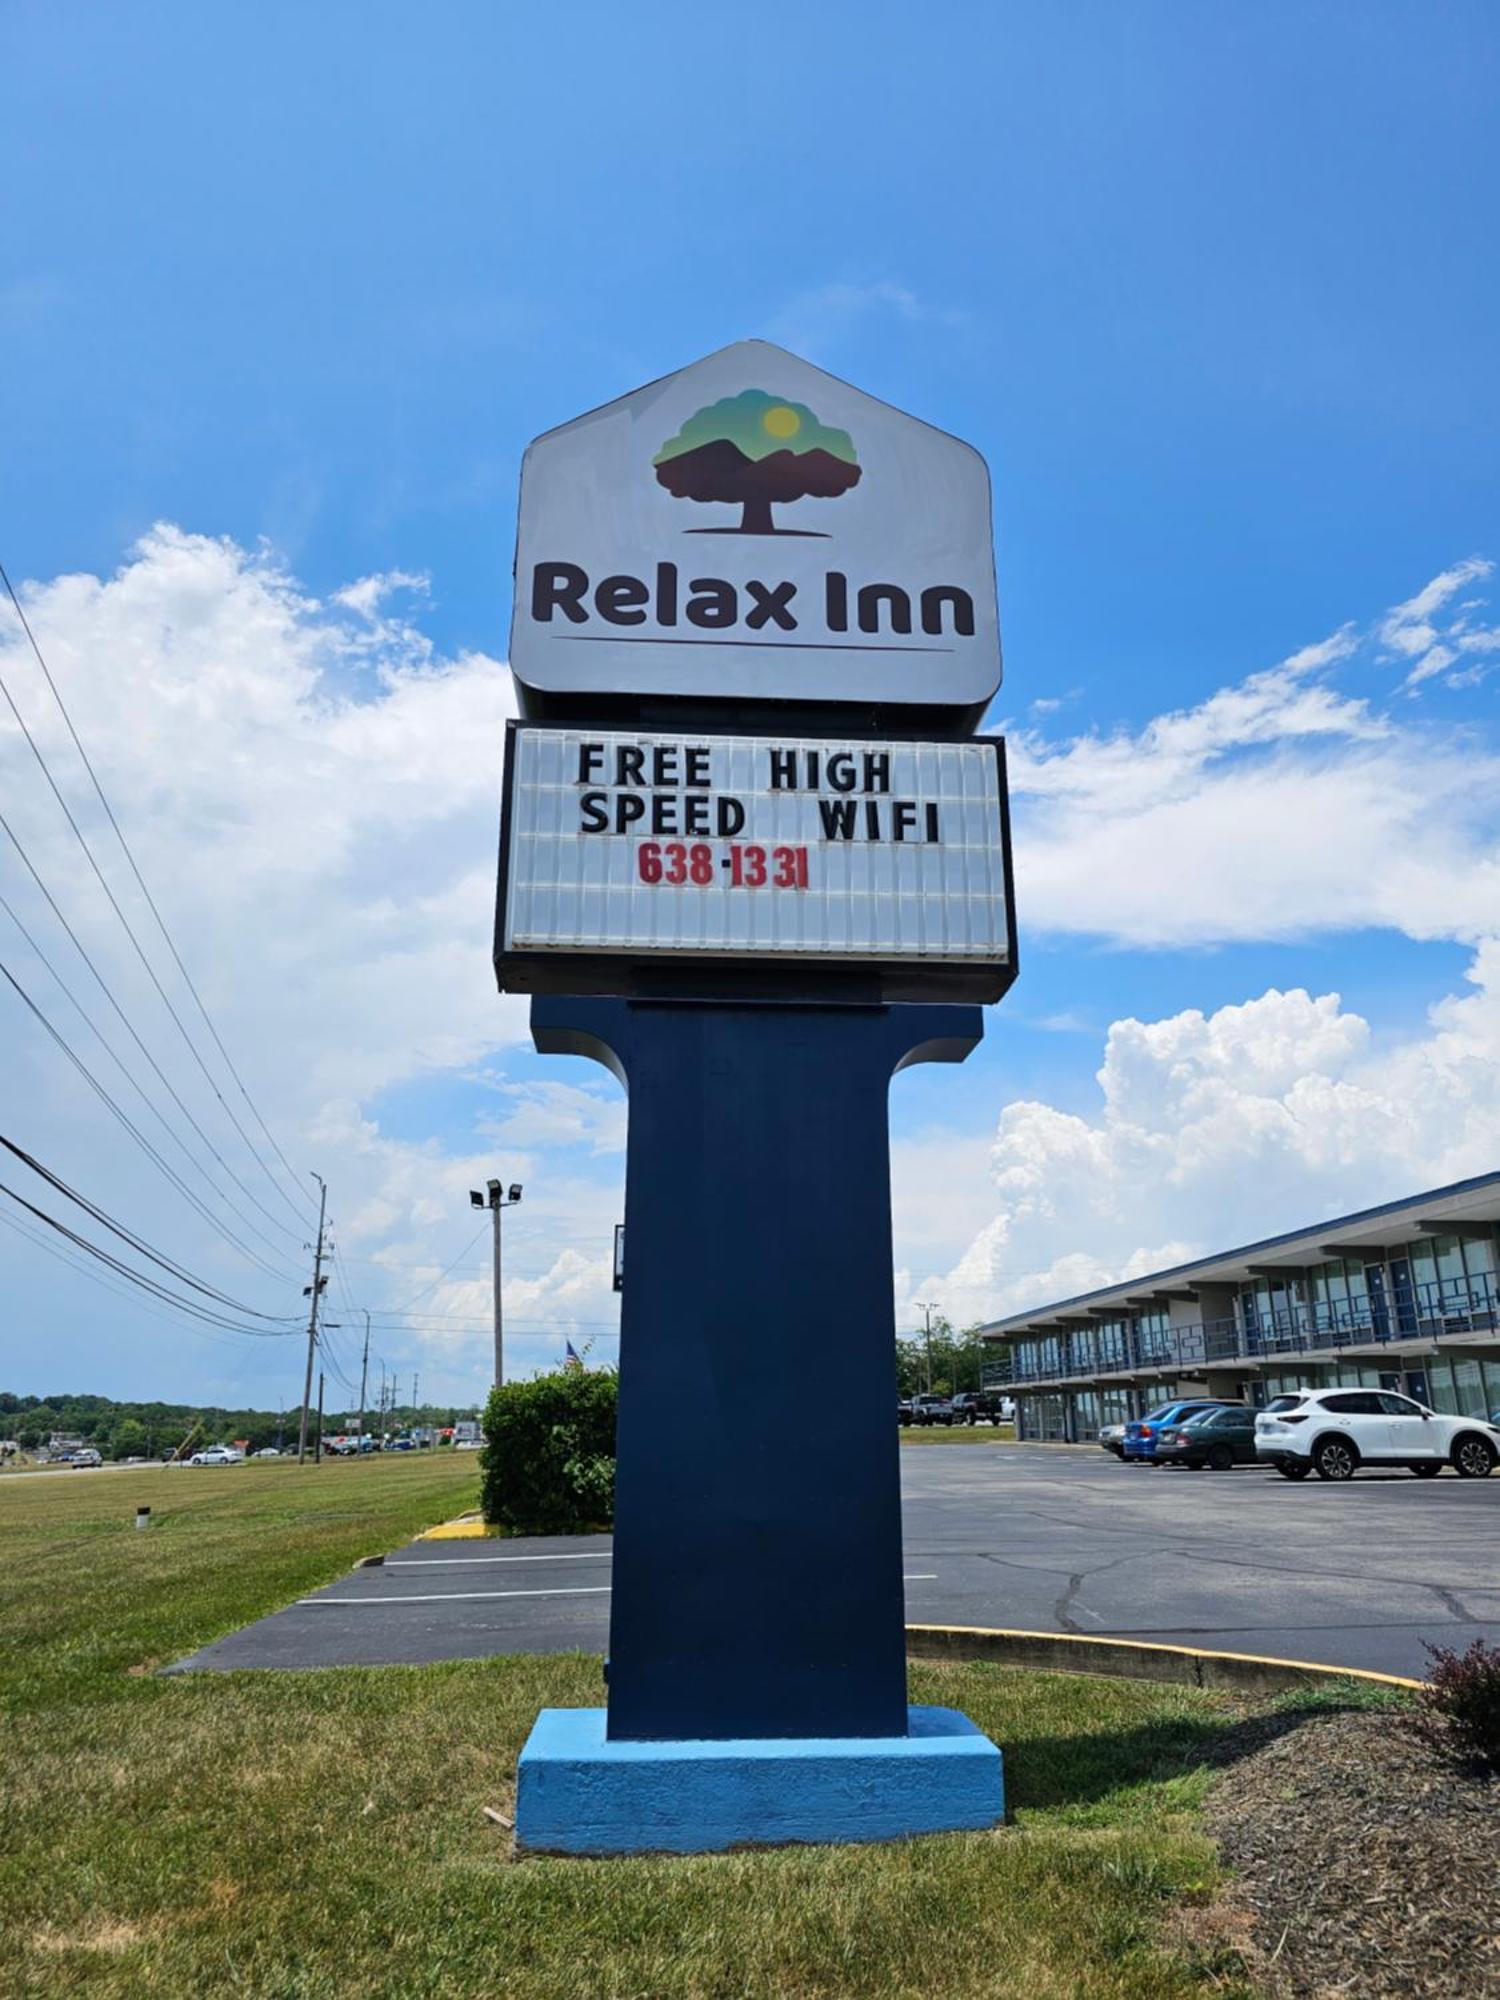 Relax Inn
FREE HIGH
SPEED WIFI
638-1331